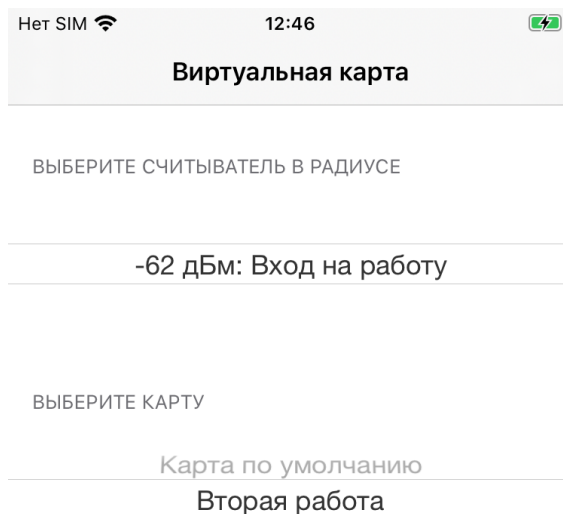 Нет SIM 12:46
Виртуальная карта
ВЫБЕРИТЕ СЧИТЫВАТЕЛЬ В РАДИУСЕ
-62 дБм: Вход на работу
ВЫБЕРИТЕ КАРТУ
Карта по умолчанию
Вторая работа